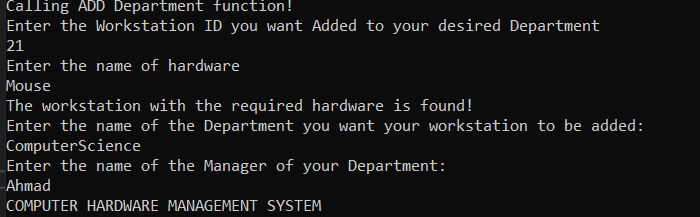 Calling ADD Department function!
Enter the Workstation ID you want Added to your desired Department
21
Enter the name of hardware
Mouse
The workstation with the required hardware is found!
Enter the name of the Department you want your workstation to be added:
ComputerScience
Enter the name of the Manager of your Department:
Ahmad
COMPUTER HARDWARE MANAGEMENT SYSTEM